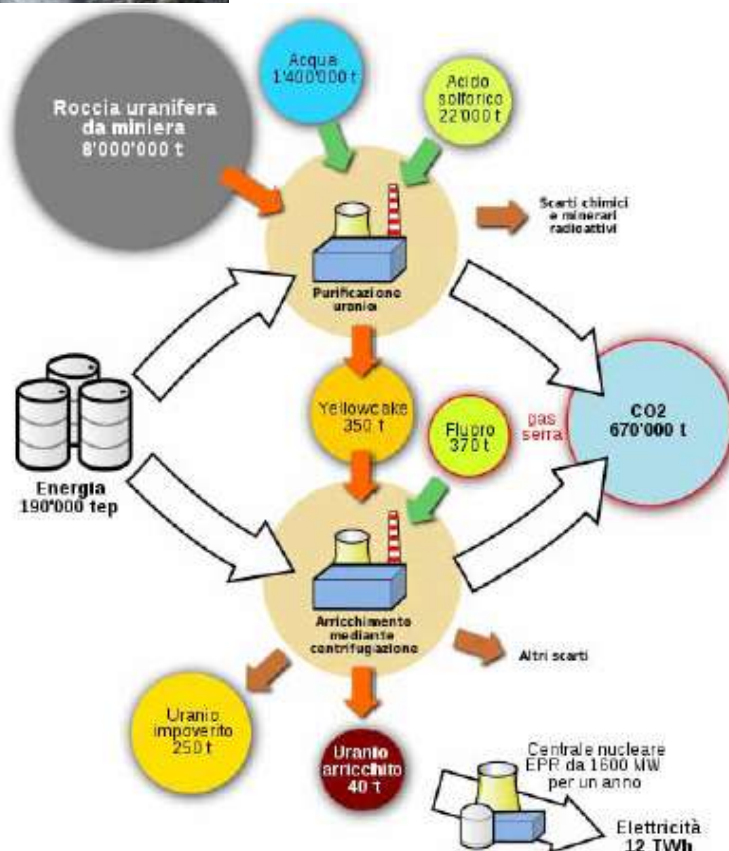 Acqua
1'400'000 t
Acido
solforico
22'000 t
Roccia uranifera
da miniera
8'000'000 t
Scarti chimici
e minerari
radioattivi
Purificazione
uranio
Yellowcake
350 t
Fluoro
370 t
gas
serra
CO2
670'000 t
Energia
190'000 tep
Arricchimento
mediante
centrifugazione
Altri scarti
Uranio
impoverito
250 t
Uranio
arricchito
40 t
Centrale nucleare
EPR da 1600 MW
per un anno
Elettricità
12 TWh